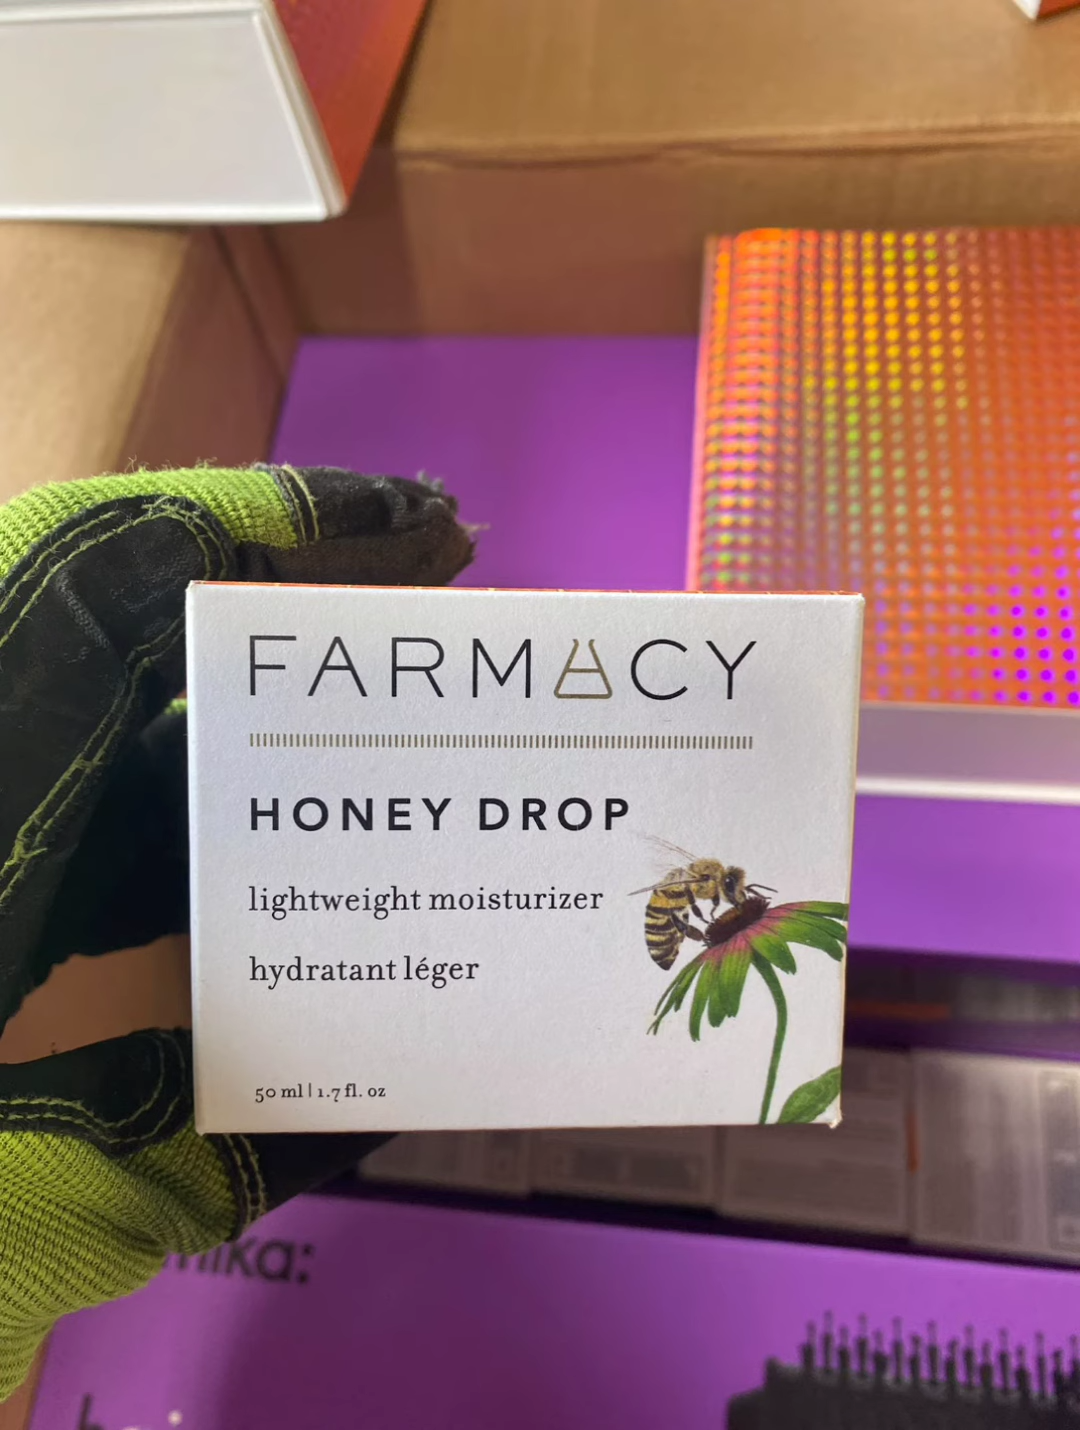 FARMACY
HONEY DROP
lightweight moisturizer
hydratant léger
50 ml | 1.7 fl. oz